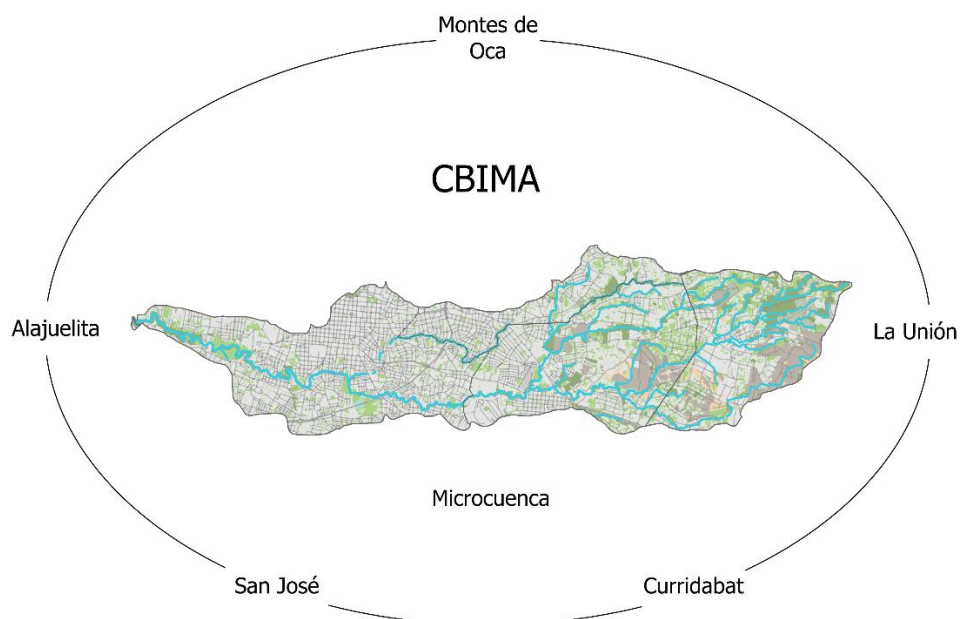 Montes de
Oca
CBIMA
Alajuelita
La Unión
Microcuenca
San José
Curridabat